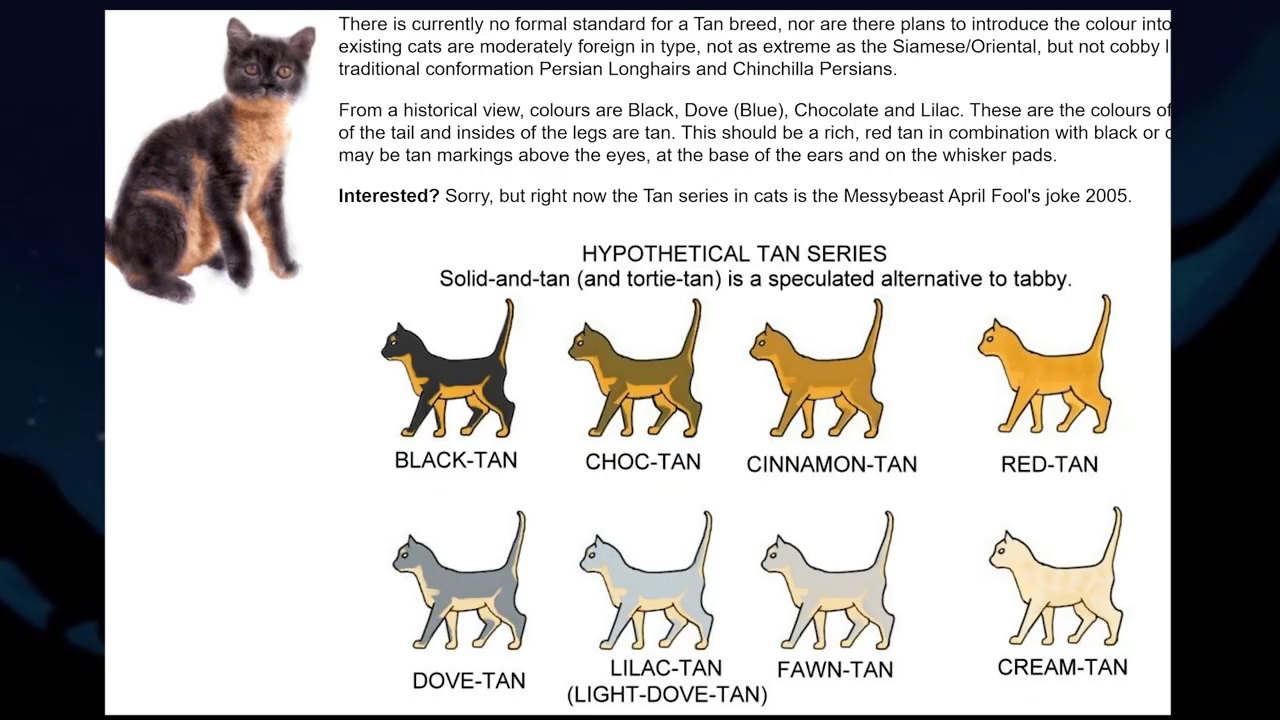 There is currently no formal standard for a Tan breed, nor are there plans to introduce the colour into
existing cats are moderately foreign in type, not as extreme as the Siamese/Oriental, but not cobby
traditional conformation Persian Longhairs and Chinchilla Persians.
From a historical view, colours are Black, Dove (Blue), Chocolate and Lilac. These are the colours of
of the tail and insides of the legs are tan. This should be a rich, red tan in combination with black or
may be tan markings above the eyes, at the base of the ears and on the whisker pads.
Interested? Sorry, but right now the Tan series in cats is the Messybeast April Fool's joke 2005.
HYPOTHETICAL TAN SERIES
Solid-and-tan (and tortie-tan) is a speculated alternative to tabby.
BLACK-TAN CHOC-TAN CINNAMON-TAN RED-TAN
DOVE-TAN LILAC-TAN FAWN-TAN CREAM-TAN
(LIGHT-DOVE-TAN)